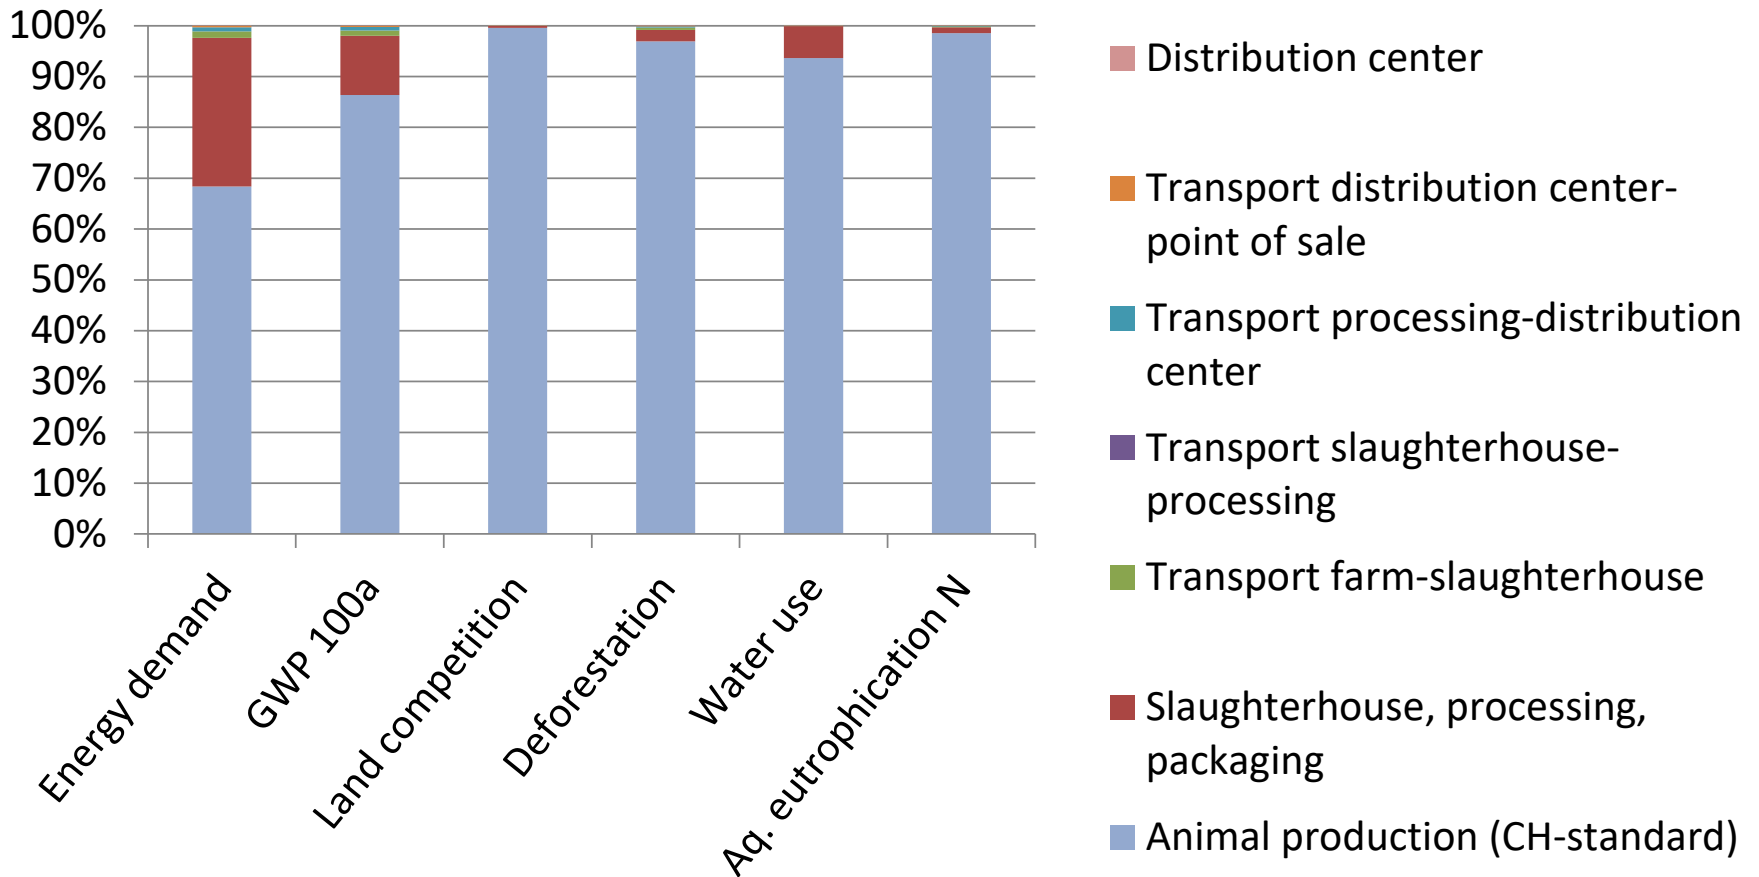 100%
90%
80%
70%
60%
50%
40%
30%
20%
10%
0%
Energy demand
GWP 100a
Land competition
Deforestation
Water use
Aq. eutrophication N
Distribution center
Transport distribution center-
point of sale
Transport processing-distribution
center
Transport slaughterhouse-
processing
Transport farm-slaughterhouse
Slaughterhouse, processing,
packaging
Animal production (CH-standard)